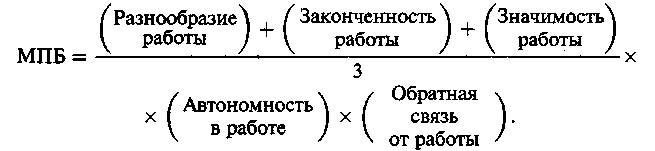 МПБ = (Разнообразие работы) + (Законченность работы) + (Значимость работы)
3
×
× (Автономность в работе) × (Обратная связь от работы).